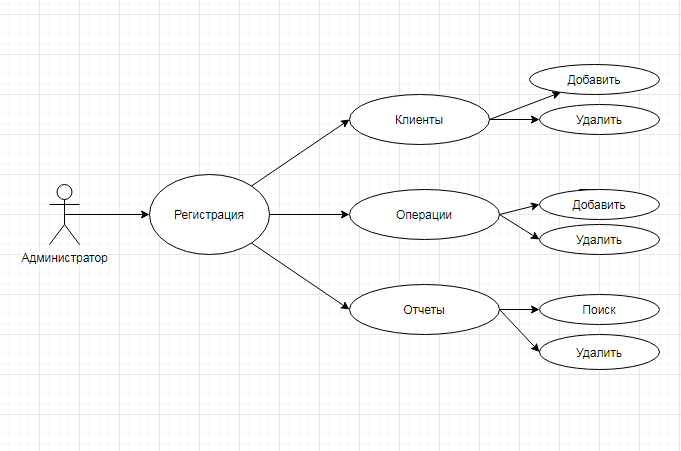 Добавить
Клиенты
Удалить
Регистрация
Операции
Добавить
Удалить
Администратор
Отчеты
Поиск
Удалить